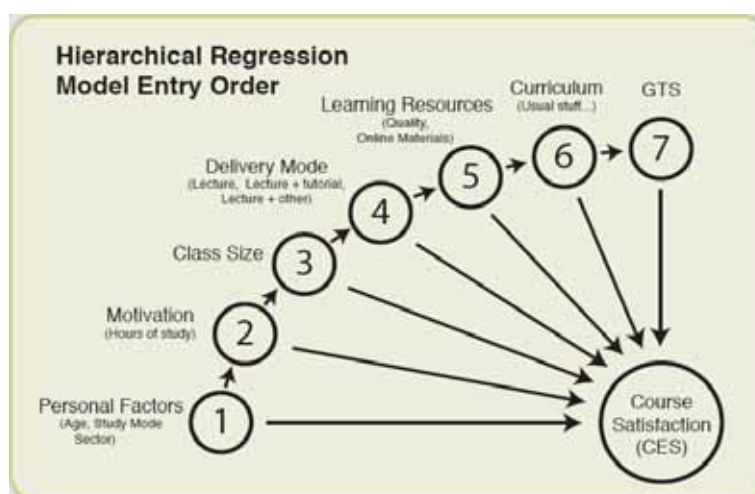 Hierarchical Regression
Model Entry Order
Curriculum
(Usual stuff...)
GTS
Learning Resources
(Quality,
Online Materials)
7
6
5
Delivery Mode
(Lecture, Lecture + tutorial,
Lecture + other)
4
Class Size
3
Motivation
(Hours of study)
2
Personal Factors
(Age, Study Mode
Sector)
1
Course
Satisfaction
(CES)